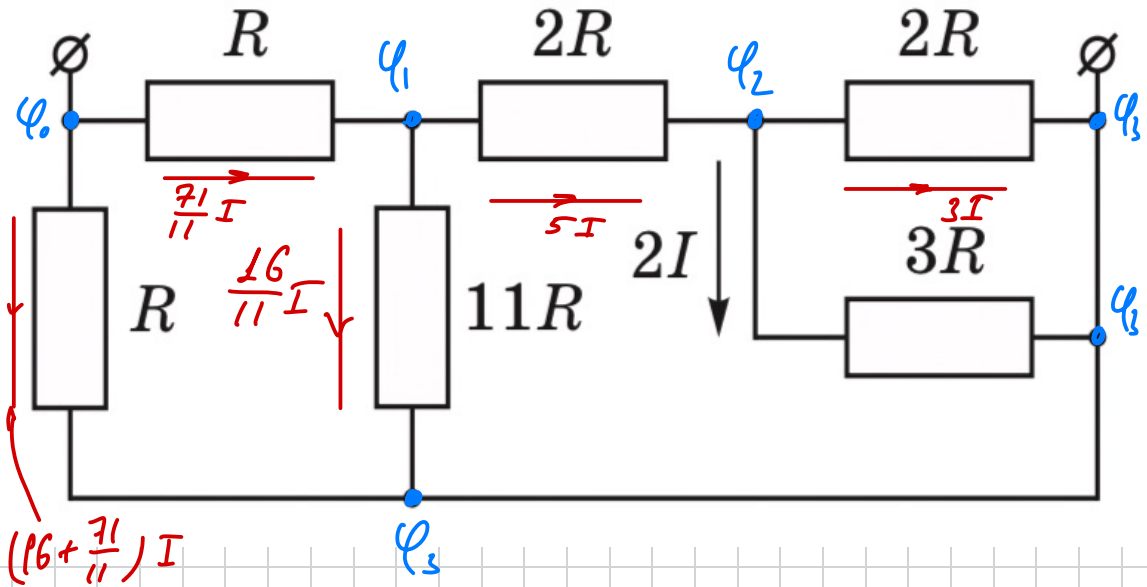 R
2R
2R
φ₀
φ₁
φ₂
φ₃
71/11 I
5I
3I
R
16/11 I
11R
2I
3R
φ₃
(16 + 71/11) I
φ₃